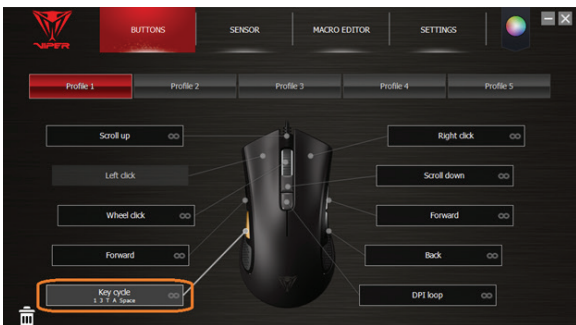 VIPER
BUTTONS
SENSOR
MACRO EDITOR
SETTINGS
Profile 1
Profile 2
Profile 3
Profile 4
Profile 5
Scroll up
Right click
Left click
Scroll down
Wheel click
Forward
Forward
Back
Key cycle
1 3 T A Space
DPI loop